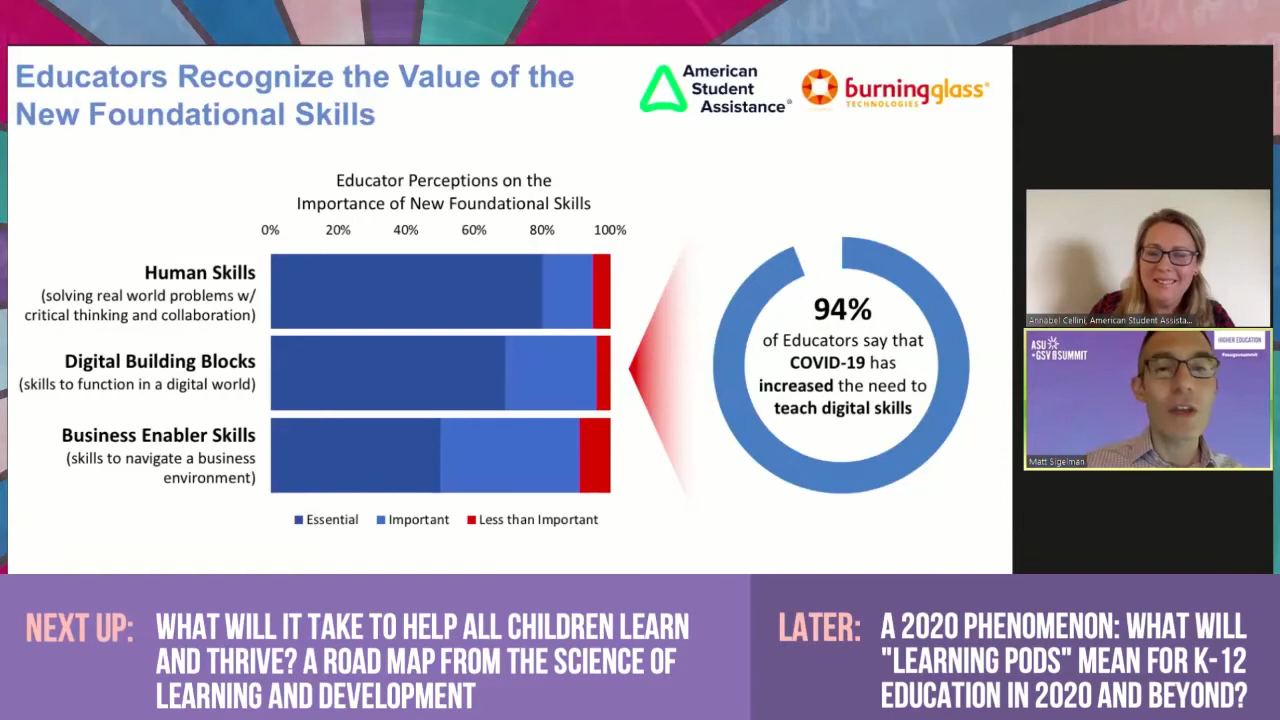 Educators Recognize the Value of the
New Foundational Skills
American
Student
Assistance®
burningglass®
TECHNOLOGIES
Educator Perceptions on the
Importance of New Foundational Skills
0% 20% 40% 60% 80% 100%
Human Skills
(solving real world problems w/
critical thinking and collaboration)
Digital Building Blocks
(skills to function in a digital world)
Business Enabler Skills
(skills to navigate a business
environment)
Essential Important Less than Important
94%
of Educators say that
COVID-19 has
increased the need to
teach digital skills
Annabel Cellini, American Student Assista...
ASU
+GSV SUMMIT
HIGHER EDUCATION
#asugsvsummit
Matt Sigelman
NEXT UP:
WHAT WILL IT TAKE TO HELP ALL CHILDREN LEARN
AND THRIVE? A ROAD MAP FROM THE SCIENCE OF
LEARNING AND DEVELOPMENT
LATER:
A 2020 PHENOMENON: WHAT WILL
"LEARNING PODS" MEAN FOR K-12
EDUCATION IN 2020 AND BEYOND?